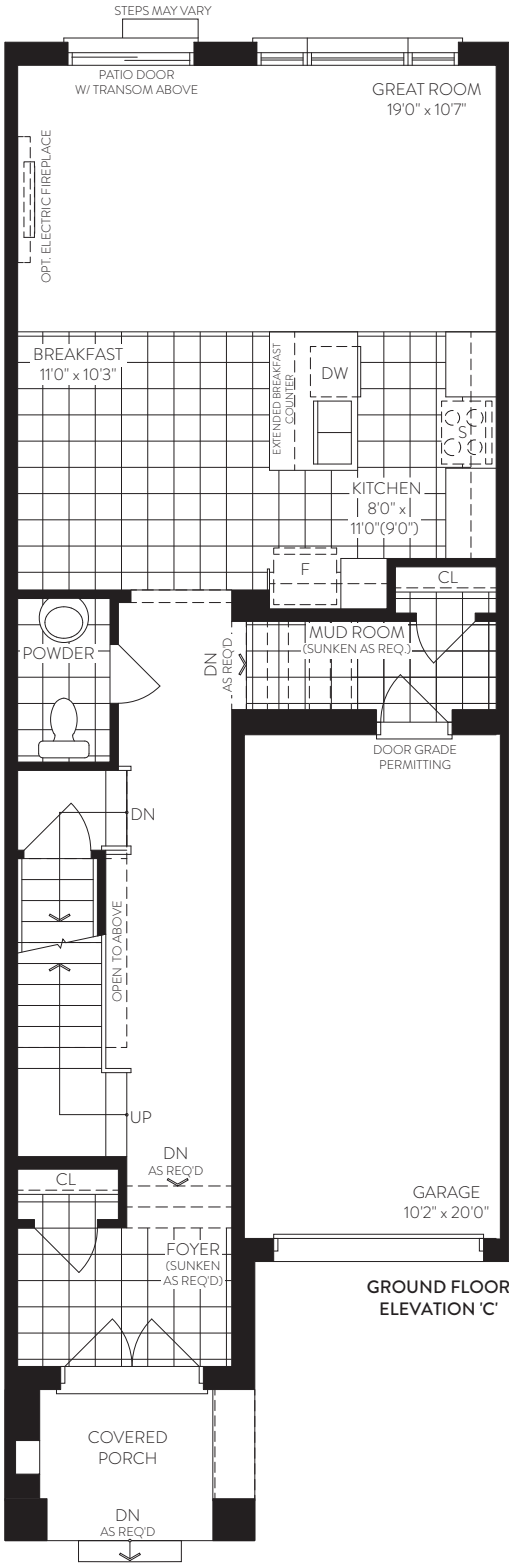 STEPS MAY VARY
PATIO DOOR
W/ TRANSOM ABOVE
GREAT ROOM
19'0" x 10'7"
OPT. ELECTRIC FIREPLACE
BREAKFAST
11'0" x 10'3"
EXTENDED BREAKFAST
COUNTER
DW
S
KITCHEN
8'0" x
11'0"(9'0")
F
CL
POWDER
DN
AS REQ'D.
MUD ROOM
(SUNKEN AS REQ.)
DOOR GRADE
PERMITTING
DN
OPEN TO ABOVE
UP
DN
AS REQ'D
CL
FOYER
(SUNKEN
AS REQ'D)
GARAGE
10'2" x 20'0"
GROUND FLOOR
ELEVATION 'C'
COVERED
PORCH
DN
AS REQ'D